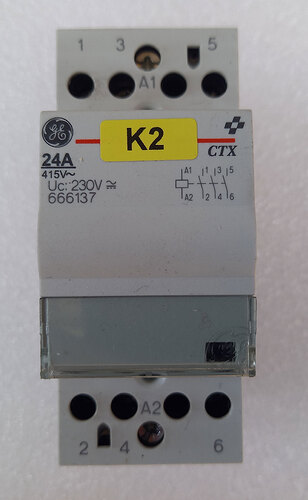 1 3 5
A1
GE
K2
24A
CTX
415V~
Uc: 230V ≂
666137
A1 1 3 5
A2 2 4 6
A2
2 4 6